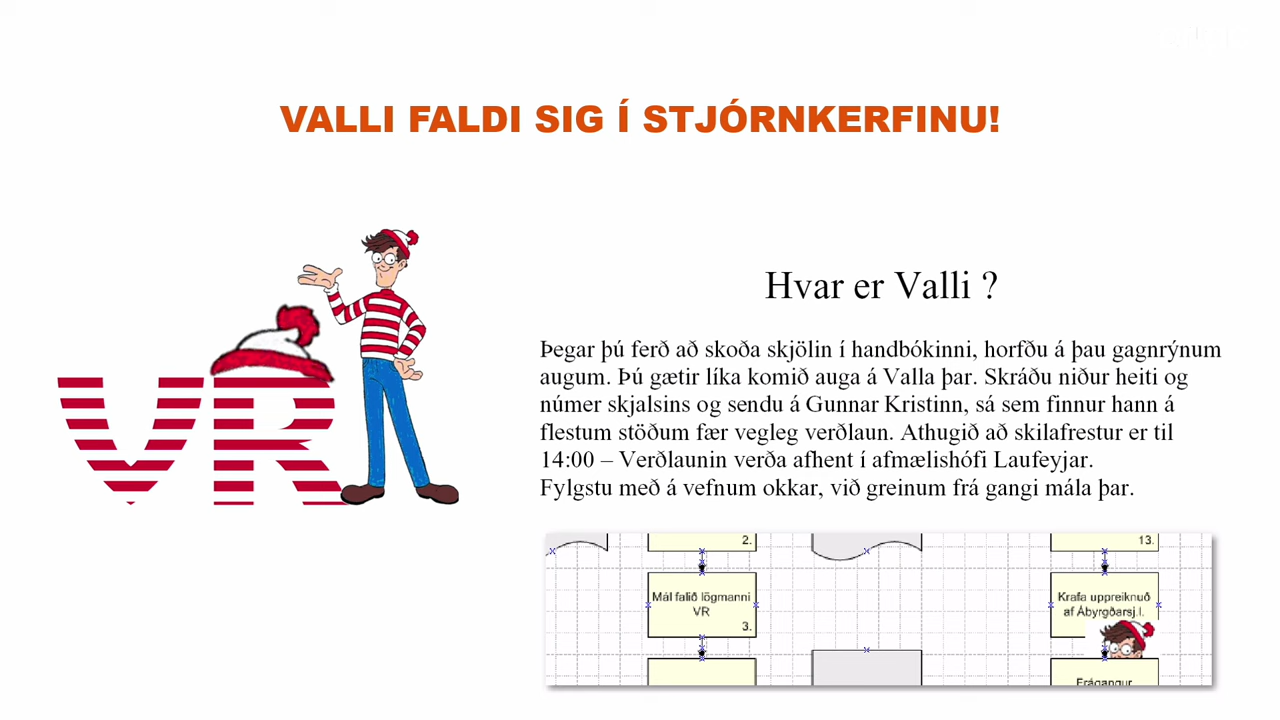 VALLI FALDI SIG Í STJÓRNKERFINU!
VR
Hvar er Valli ?
Þegar þú ferð að skoða skjölin í handbókinni, horfðu á þau gagnrýnum
augum. Þú gætir líka komið auga á Valla þar. Skráðu niður heiti og
númer skjalsins og sendu á Gunnar Kristinn, sá sem finnur hann á
flestum stöðum fær vegleg verðlaun. Athugið að skilafrestur er til
14:00 – Verðlaunin verða afhent í afmælishófi Laufeyjar.
Fylgstu með á vefnum okkar, við greinum frá gangi mála þar.
2.
13.
Mál falið lögmanni
VR
3.
Krafa uppreiknuð
af Ábyrgðarsj.l.
Frágangur